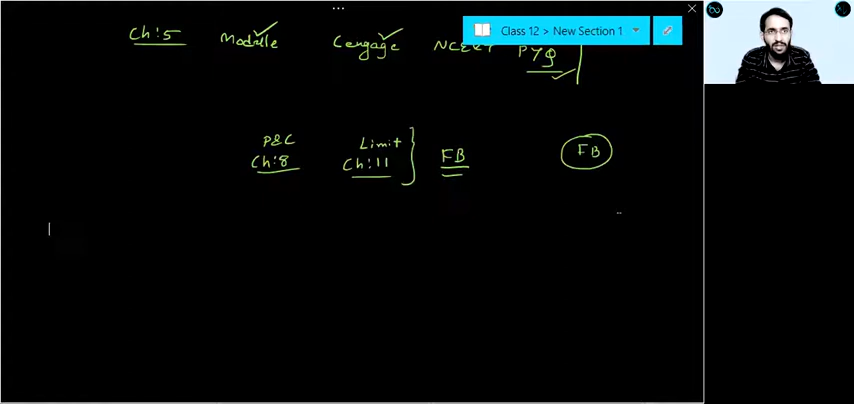 Class 12 > New Section 1
Ch:5 Module Cengage NCERT PYQ
P&C Limit
Ch:8 Ch:11 FB FB